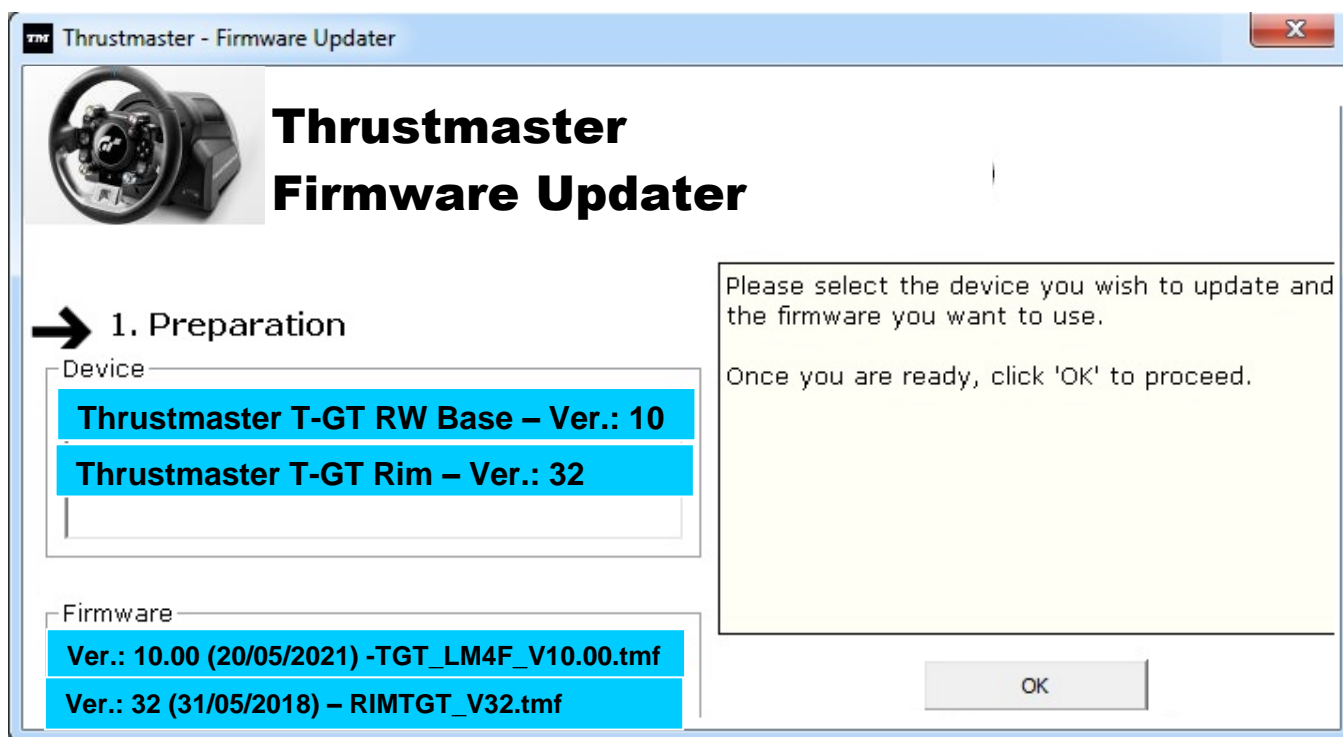 Thrustmaster - Firmware Updater
Thrustmaster
Firmware Updater
1. Preparation
Device
Thrustmaster T-GT RW Base – Ver.: 10
Thrustmaster T-GT Rim – Ver.: 32
Firmware
Ver.: 10.00 (20/05/2021) -TGT_LM4F_V10.00.tmf
Ver.: 32 (31/05/2018) – RIMTGT_V32.tmf
Please select the device you wish to update and
the firmware you want to use.
Once you are ready, click 'OK' to proceed.
OK